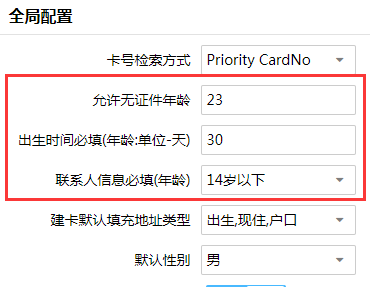 全局配置
卡号检索方式 Priority CardNo
允许无证件年龄 23
出生时间必填(年龄:单位-天) 30
联系人信息必填(年龄) 14岁以下
建卡默认填充地址类型 出生,现住,户口
默认性别 男